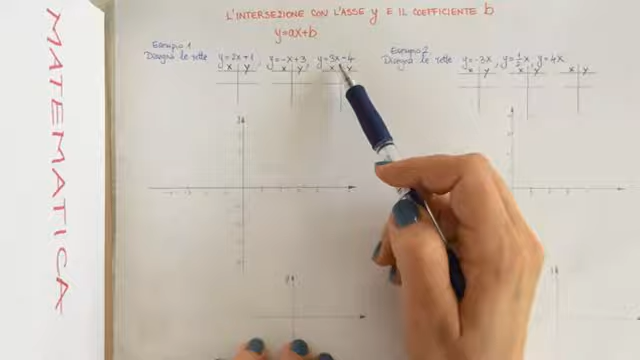 MATEMATICA
L'INTERSEZIONE CON L'ASSE y E IL COEFFICIENTE b
y=ax+b
Esempio 1
Disegna le rette y=2x+1, y=-x+3, y=3x-4
x y x y x y
Esempio 2
Disegna le rette y=-3x, y=½x, y=4x
x y x y x y